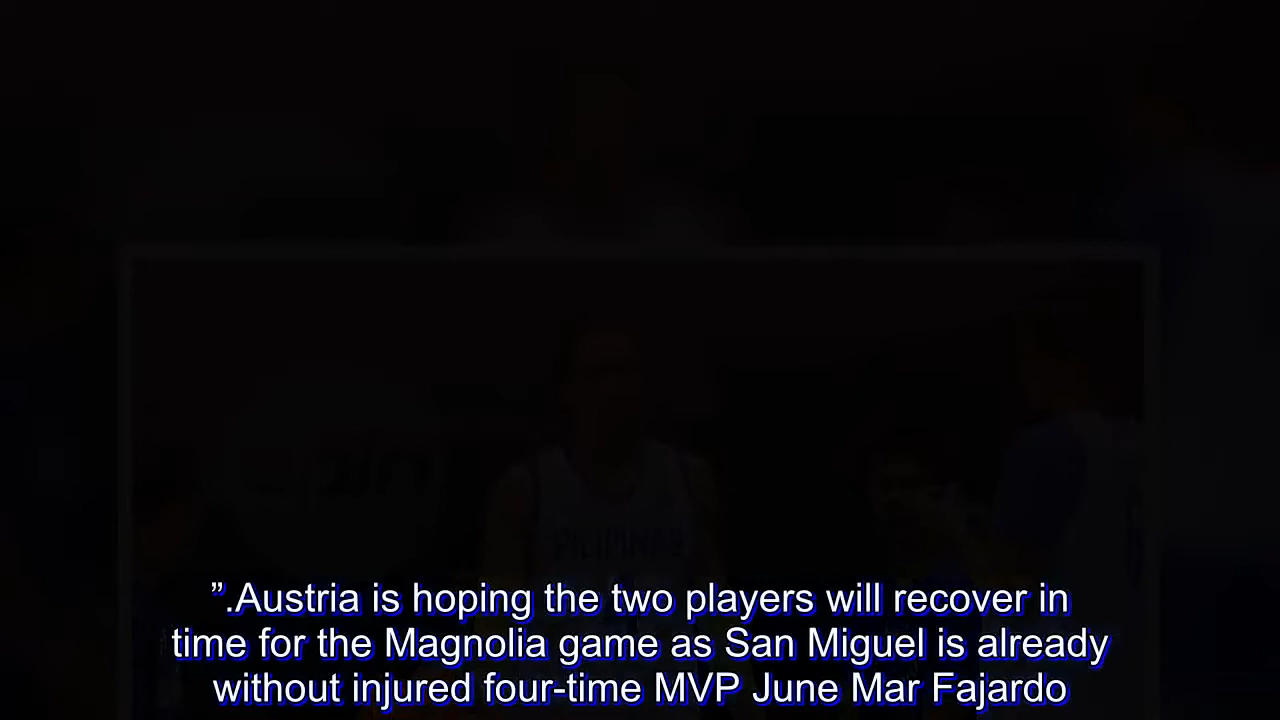 ”.Austria is hoping the two players will recover in
time for the Magnolia game as San Miguel is already
without injured four-time MVP June Mar Fajardo